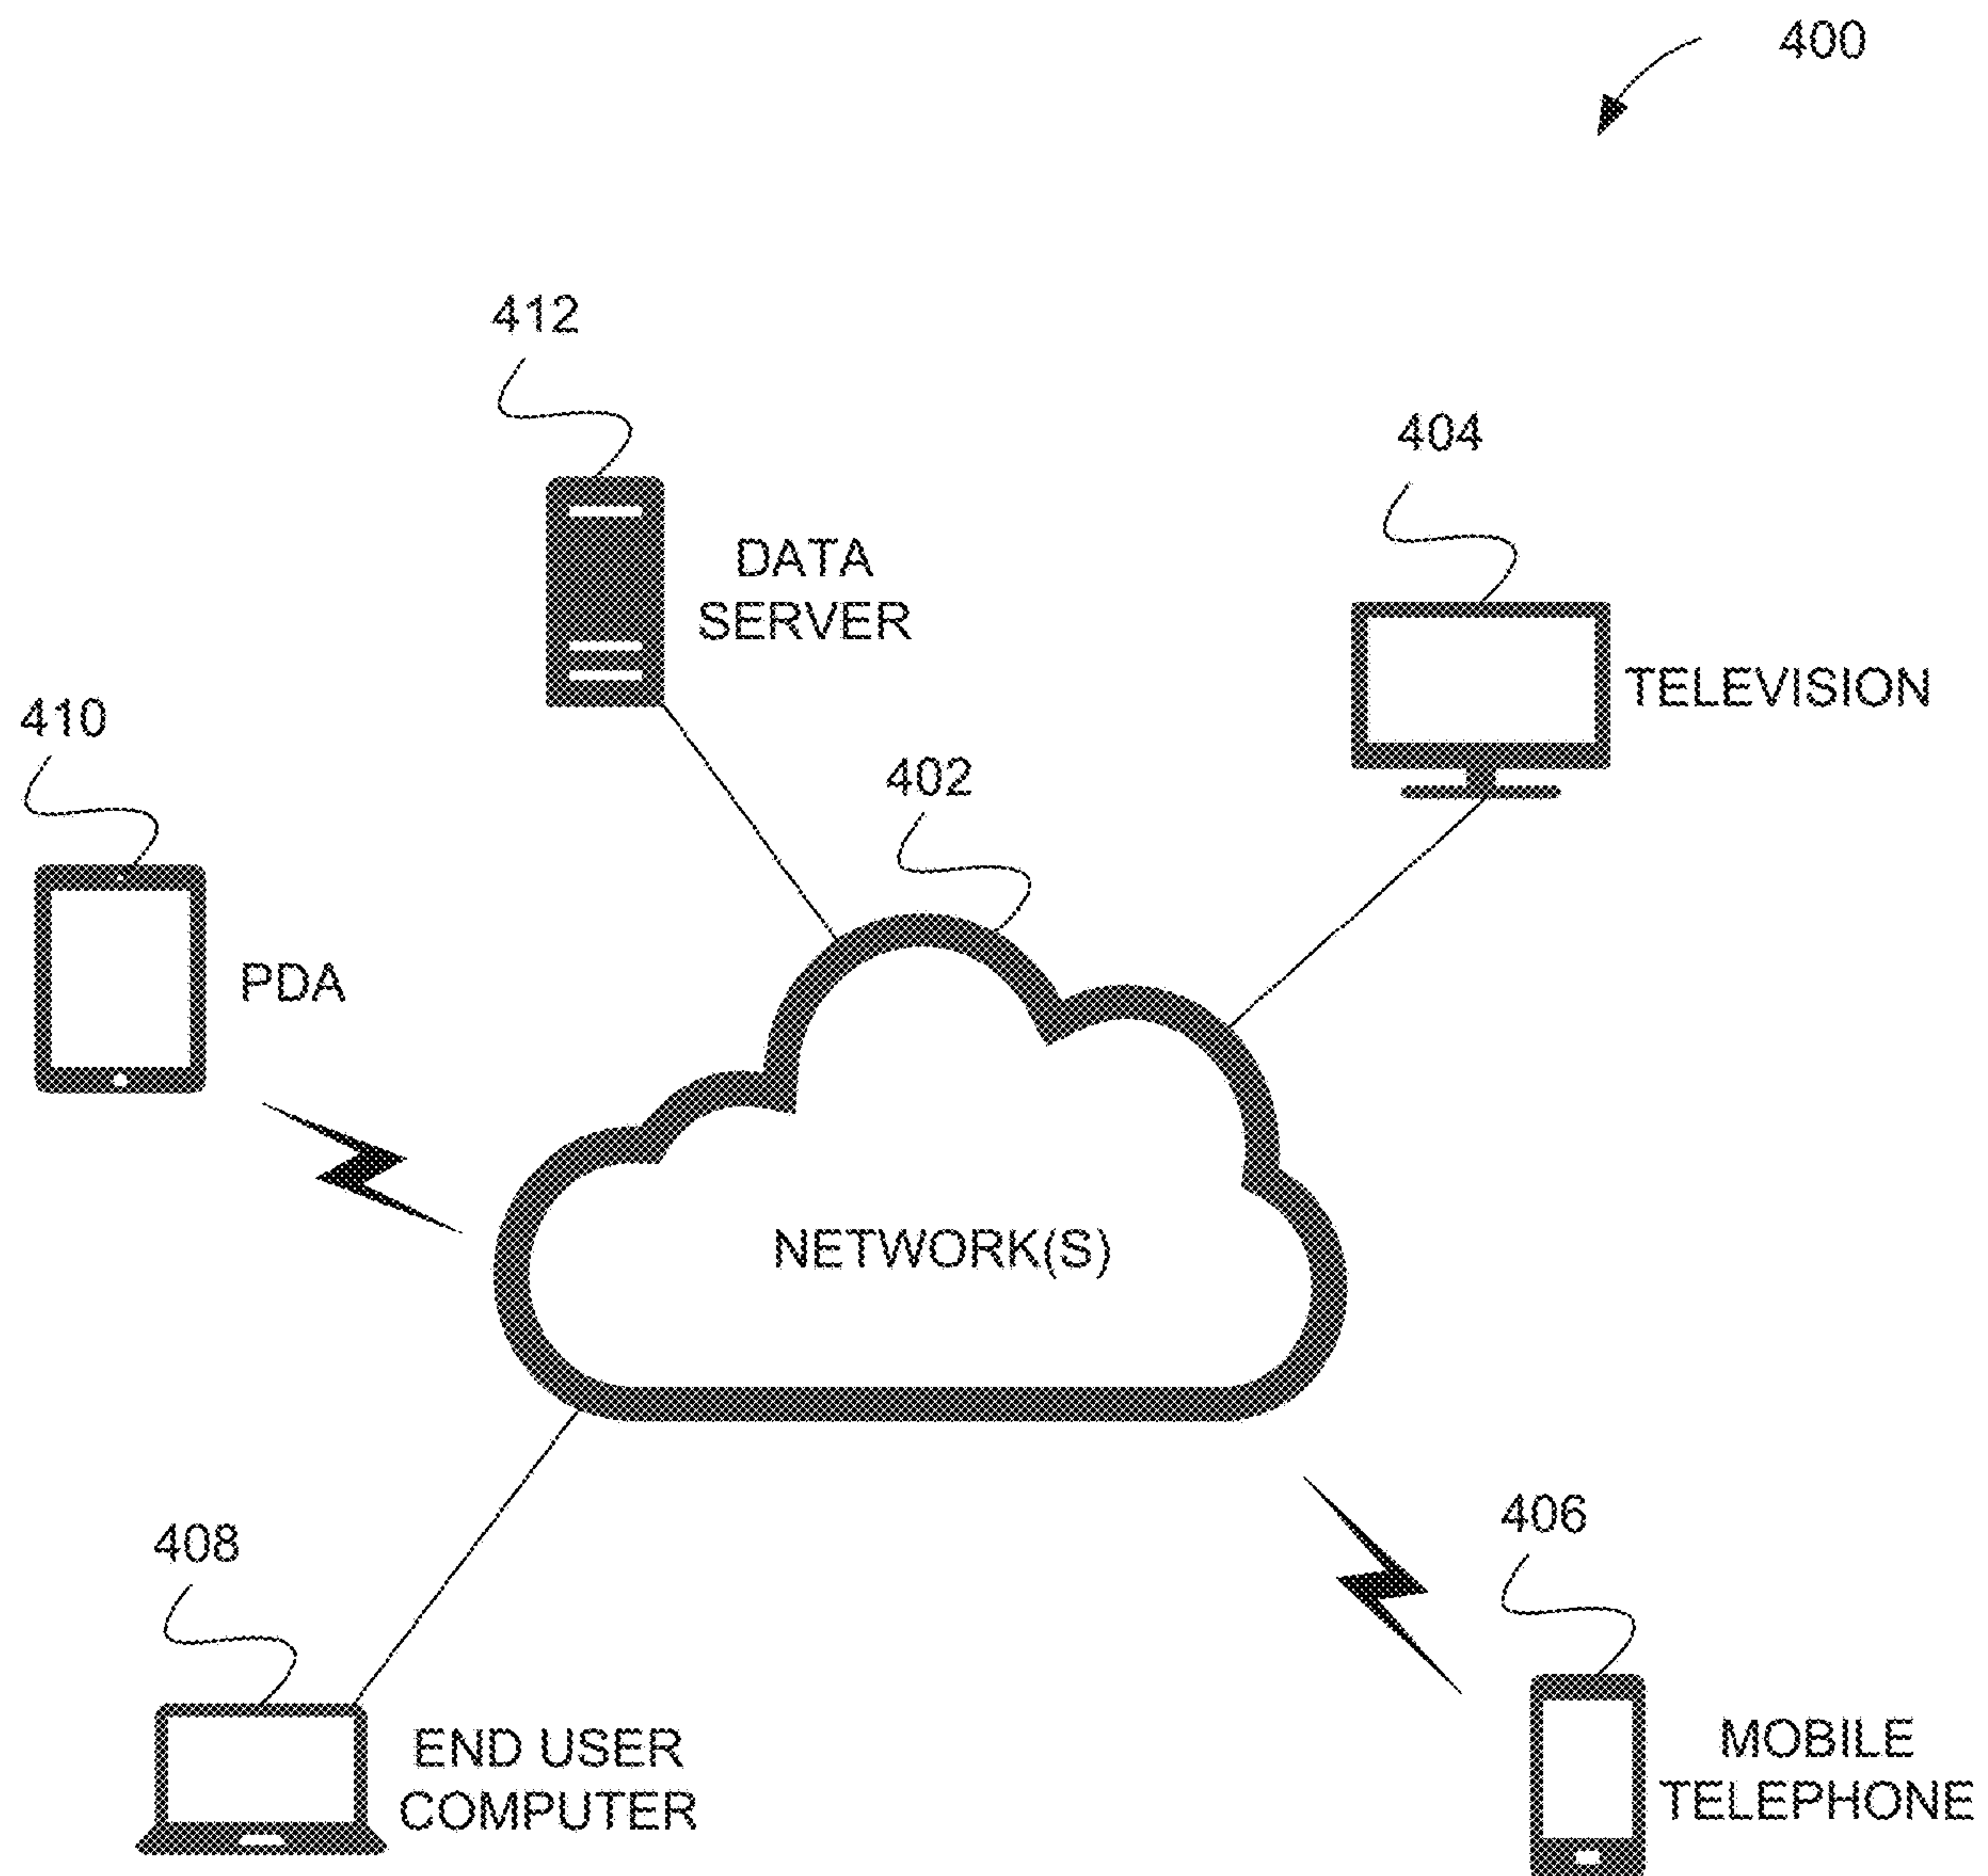 400
412
404
DATA
SERVER
TELEVISION
410
402
PDA
NETWORK(S)
408
406
END USER
COMPUTER
MOBILE
TELEPHONE